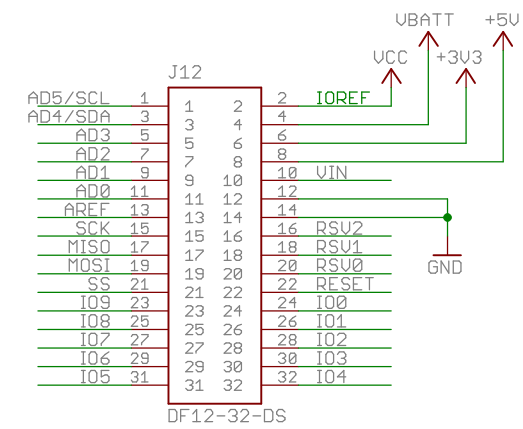 VBATT +5V
VCC +3V3
J12
AD5/SCL 1 1 2 2 IOREF
AD4/SDA 3 3 4 4
AD3 5 5 6 6
AD2 7 7 8 8
AD1 9 9 10 10 VIN
AD0 11 11 12 12
AREF 13 13 14 14
SCK 15 15 16 16 RSV2
MISO 17 17 18 18 RSV1
MOSI 19 19 20 20 RSV0
SS 21 21 22 22 RESET
IO9 23 23 24 24 IO0
IO8 25 25 26 26 IO1
IO7 27 27 28 28 IO2
IO6 29 29 30 30 IO3
IO5 31 31 32 32 IO4
GND
DF12-32-DS